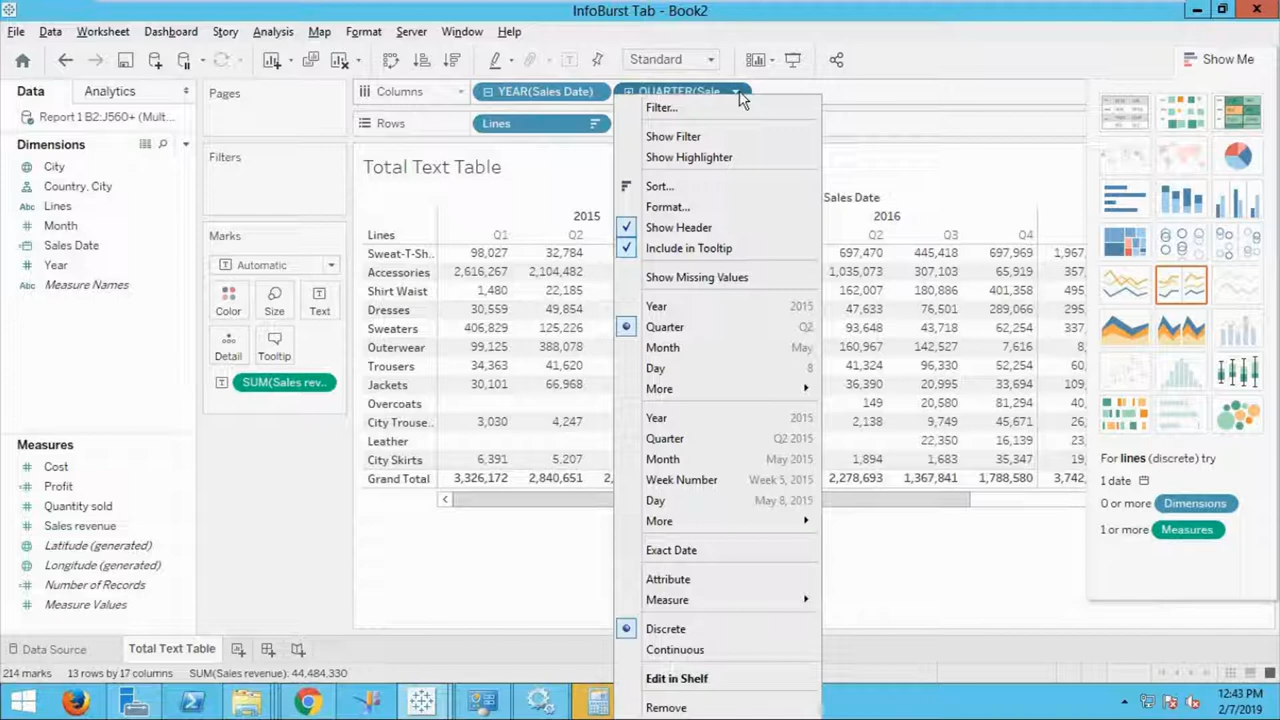 InfoBurst Tab - Book2
File Data Worksheet Dashboard Story Analysis Map Format Server Window Help
Standard
Show Me
Data Analytics
Pages
Columns YEAR(Sales Date) QUARTER(Sale..
Report 1 B2:J560+ (Mult...
Rows Lines
Dimensions
City
Country, City
Lines
Month
Sales Date
Year
Measure Names
Measures
Cost
Profit
Quantity sold
Sales revenue
Latitude (generated)
Longitude (generated)
Number of Records
Measure Values
Filters
Marks
Automatic
Color Size Text
Detail Tooltip
SUM(Sales rev..
Total Text Table
Sales Date
2015 2016
Lines Q1 Q2 Q2 Q3 Q4
Sweat-T-Sh.. 98,027 32,784 697,470 445,418 697,969 1,967,
Accessories 2,616,267 2,104,482 1,035,073 307,103 65,919 357,
Shirt Waist 1,430 22,185 162,007 180,886 401,358 495,
Dresses 30,559 49,854 47,633 76,501 289,066 295,
Sweaters 406,829 125,226 93,648 43,718 62,254 337,
Outerwear 99,125 388,078 160,967 142,527 7,616 8,
Trousers 34,363 41,620 41,324 96,330 52,254 60,
Jackets 30,101 66,968 36,390 20,995 33,694 109,
Overcoats 149 20,580 81,294 40,
City Trouse.. 3,030 4,247 2,138 9,749 45,671 26,
Leather 22,350 16,139 23,
City Skirts 6,391 5,207 1,894 1,683 35,347 19,
Grand Total 3,326,172 2,840,651 2, 2,278,693 1,367,841 1,788,580 3,742,
Filter...
Show Filter
Show Highlighter
Sort...
Format...
Show Header
Include in Tooltip
Show Missing Values
Year 2015
Quarter Q2
Month May
Day 8
More
Year 2015
Quarter Q2 2015
Month May 2015
Week Number Week 5, 2015
Day May 8, 2015
More
Exact Date
Attribute
Measure
Discrete
Continuous
Edit in Shelf
Remove
For lines (discrete) try
1 date
0 or more Dimensions
1 or more Measures
Data Source Total Text Table
214 marks 13 rows by 17 columns SUM(Sales revenue): 44,484,330
12:43 PM
2/7/2019